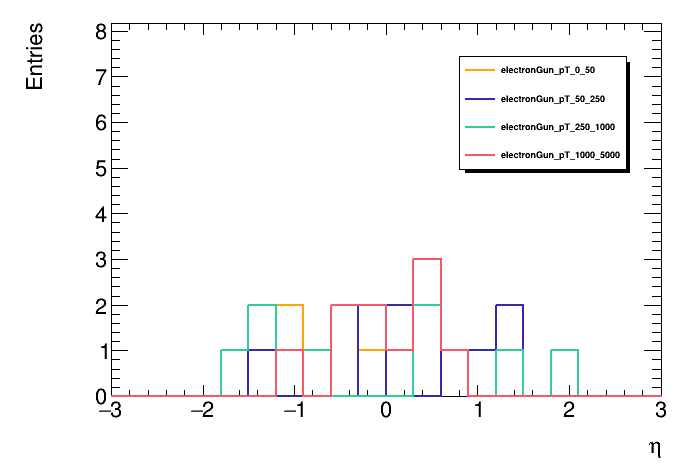 Entries
8
7
6
5
4
3
2
1
0
electronGun_pT_0_50
electronGun_pT_50_250
electronGun_pT_250_1000
electronGun_pT_1000_5000
−3 −2 −1 0 1 2 3
η